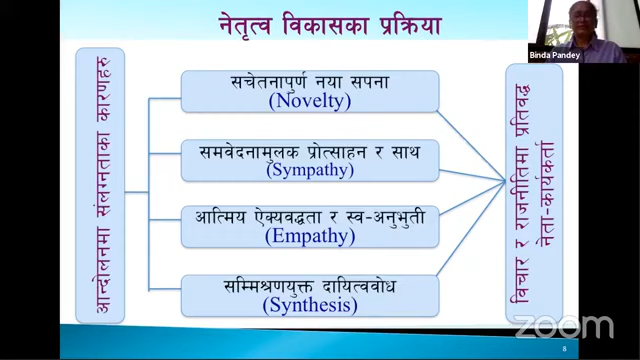 नेतृत्व विकासका प्रक्रिया
Binda Pandey
आन्दोलनमा संलग्नताका कारणहरु
सचेतनापुर्ण नया सपना
(Novelty)
समवेदनामुलक प्रोत्साहन र साथ
(Sympathy)
आत्मिय ऐक्यवद्धता र स्व-अनुभुती
(Empathy)
सम्मिश्रणयुक्त दायित्ववोध
(Synthesis)
विचार र राजनीतिमा प्रतिवद्ध
नेता-कार्यकर्ता
zoom
8